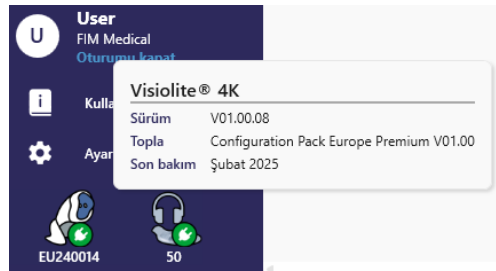 U
User
FIM Medical
Oturumu kapat
Visiolite® 4K
Kulla
Sürüm V01.00.08
Topla Configuration Pack Europe Premium V01.00
Ayar
Son bakım Şubat 2025
EU240014
50